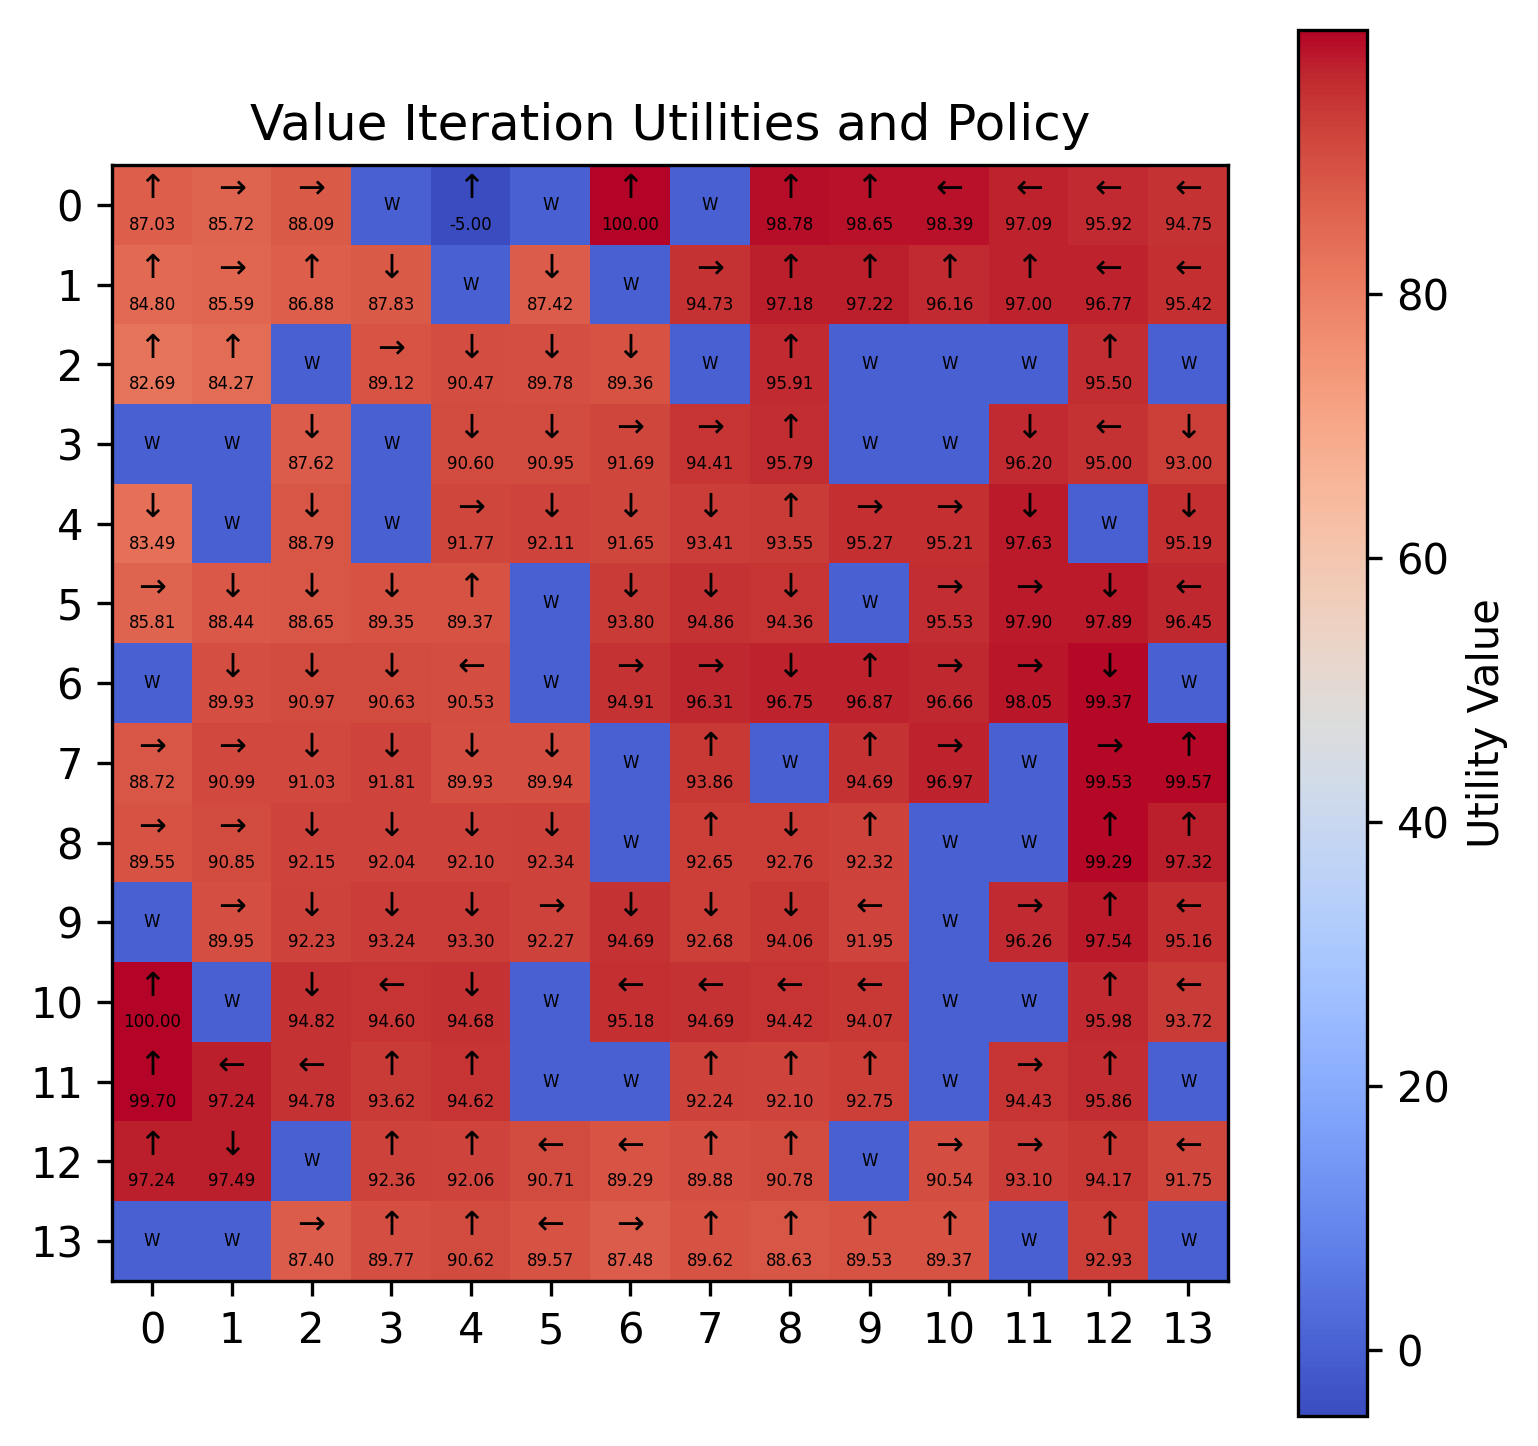 Value Iteration Utilities and Policy
0 ↑ → → W ↑ W ↑ W ↑ ↑ ← ← ← ←
87.03 85.72 88.09 -5.00 100.00 98.78 98.65 98.39 97.09 95.92 94.75
1 ↑ → ↑ ↓ W ↓ W → ↑ ↑ ↑ ↑ ← ←
84.80 85.59 86.88 87.83 87.42 94.73 97.18 97.22 96.16 97.00 96.77 95.42
2 ↑ ↑ W → ↓ ↓ ↓ W ↑ W W W ↑ W
82.69 84.27 89.12 90.47 89.78 89.36 95.91 95.50
3 W W ↓ W ↓ ↓ → → ↑ W W ↓ ← ↓
87.62 90.60 90.95 91.69 94.41 95.79 96.20 95.00 93.00
4 ↓ W ↓ W → ↓ ↓ ↓ ↑ → → ↓ W ↓
83.49 88.79 91.77 92.11 91.65 93.41 93.55 95.27 95.21 97.63 95.19
5 → ↓ ↓ ↓ ↑ W ↓ ↓ ↓ W → → ↓ ←
85.81 88.44 88.65 89.35 89.37 93.80 94.86 94.36 95.53 97.90 97.89 96.45
6 W ↓ ↓ ↓ ← W → → ↓ ↑ → → ↓ W
89.93 90.97 90.63 90.53 94.91 96.31 96.75 96.87 96.66 98.05 99.37
7 → → ↓ ↓ ↓ ↓ W ↑ W ↑ → W → ↑
88.72 90.99 91.03 91.81 89.93 89.94 93.86 94.69 96.97 99.53 99.57
8 → → ↓ ↓ ↓ ↓ W ↑ ↓ ↑ W W ↑ ↑
89.55 90.85 92.15 92.04 92.10 92.34 92.65 92.76 92.32 99.29 97.32
9 W → ↓ ↓ ↓ → ↓ ↓ ↓ ← W → ↑ ←
89.95 92.23 93.24 93.30 92.27 94.69 92.68 94.06 91.95 96.26 97.54 95.16
10 ↑ W ↓ ← ↓ W ← ← ← ← W W ↑ ←
100.00 94.82 94.60 94.68 95.18 94.69 94.42 94.07 95.98 93.72
11 ↑ ← ← ↑ ↑ W W ↑ ↑ ↑ W → ↑ W
99.70 97.24 94.78 93.62 94.62 92.24 92.10 92.75 94.43 95.86
12 ↑ ↓ W ↑ ↑ ← ← ↑ ↑ W → → ↑ ←
97.24 97.49 92.36 92.06 90.71 89.29 89.88 90.78 90.54 93.10 94.17 91.75
13 W W → ↑ ↑ ← → ↑ ↑ ↑ ↑ W ↑ W
87.40 89.77 90.62 89.57 87.48 89.62 88.63 89.53 89.37 92.93
0 1 2 3 4 5 6 7 8 9 10 11 12 13
80
60
40
20
0
Utility Value